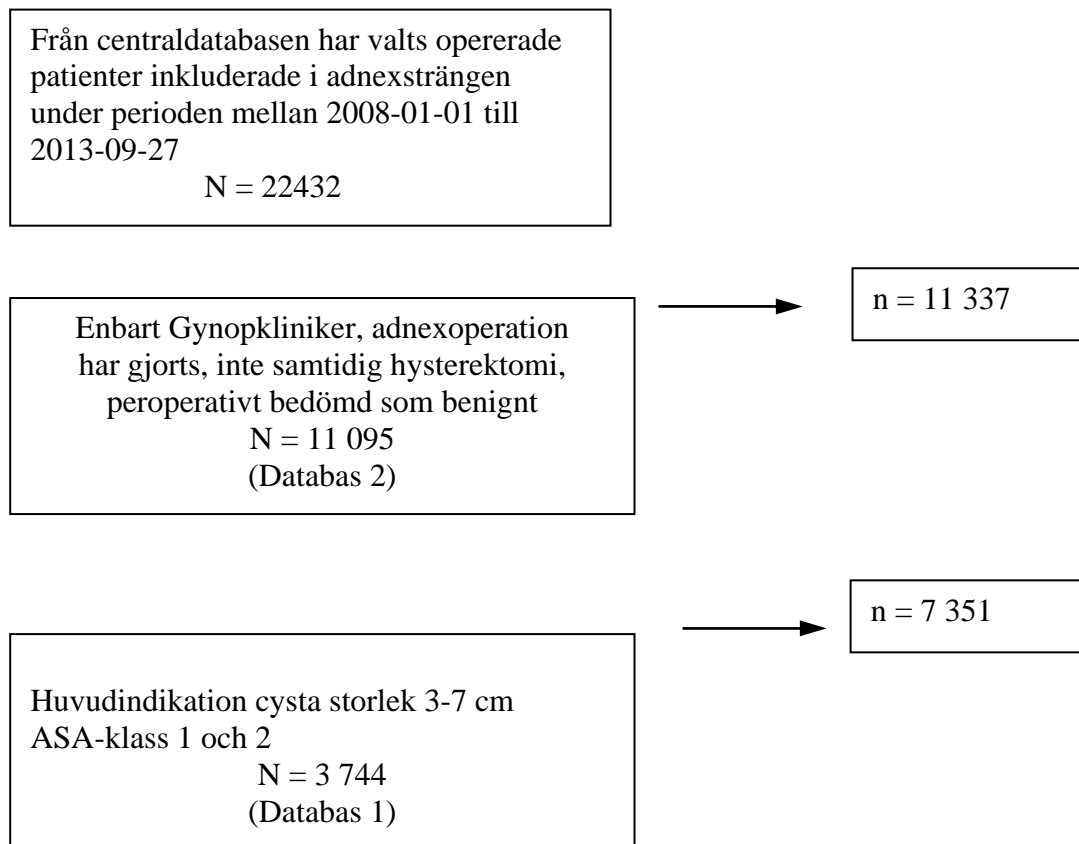 Från centraldatabasen har valts opererade
patienter inkluderade i adnexsträngen
under perioden mellan 2008-01-01 till
2013-09-27
N = 22432
n = 11 337
Enbart Gynopkliniker, adnexoperation
har gjorts, inte samtidig hysterektomi,
peroperativt bedömd som benignt
N = 11 095
(Databas 2)
n = 7 351
Huvudindikation cysta storlek 3-7 cm
ASA-klass 1 och 2
N = 3 744
(Databas 1)